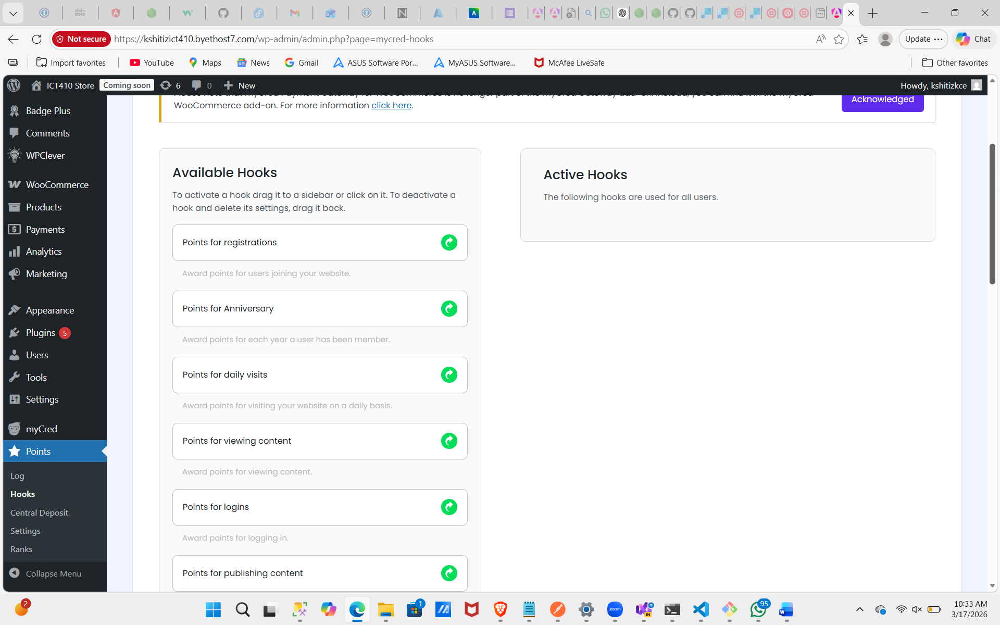 Not secure
https://kshitizict410.byethost7.com/wp-admin/admin.php?page=mycred-hooks
Update
Chat
Import favorites
YouTube
Maps
News
Gmail
ASUS Software Por...
MyASUS Software...
McAfee LiveSafe
Other favorites
ICT410 Store
Coming soon
6
0
New
Howdy, kshitizkce
Badge Plus
Comments
WPClever
WooCommerce
Products
Payments
Analytics
Marketing
Appearance
Plugins 5
Users
Tools
Settings
myCred
Points
Log
Hooks
Central Deposit
Settings
Ranks
Collapse Menu
WooCommerce add-on. For more information click here.
Acknowledged
Available Hooks
To activate a hook drag it to a sidebar or click on it. To deactivate a
hook and delete its settings, drag it back.
Points for registrations
Award points for users joining your website.
Points for Anniversary
Award points for each year a user has been member.
Points for daily visits
Award points for visiting your website on a daily basis.
Points for viewing content
Award points for viewing content.
Points for logins
Award points for logging in.
Points for publishing content
Active Hooks
The following hooks are used for all users.
2
1
zoom
95
10:33 AM
3/17/2026